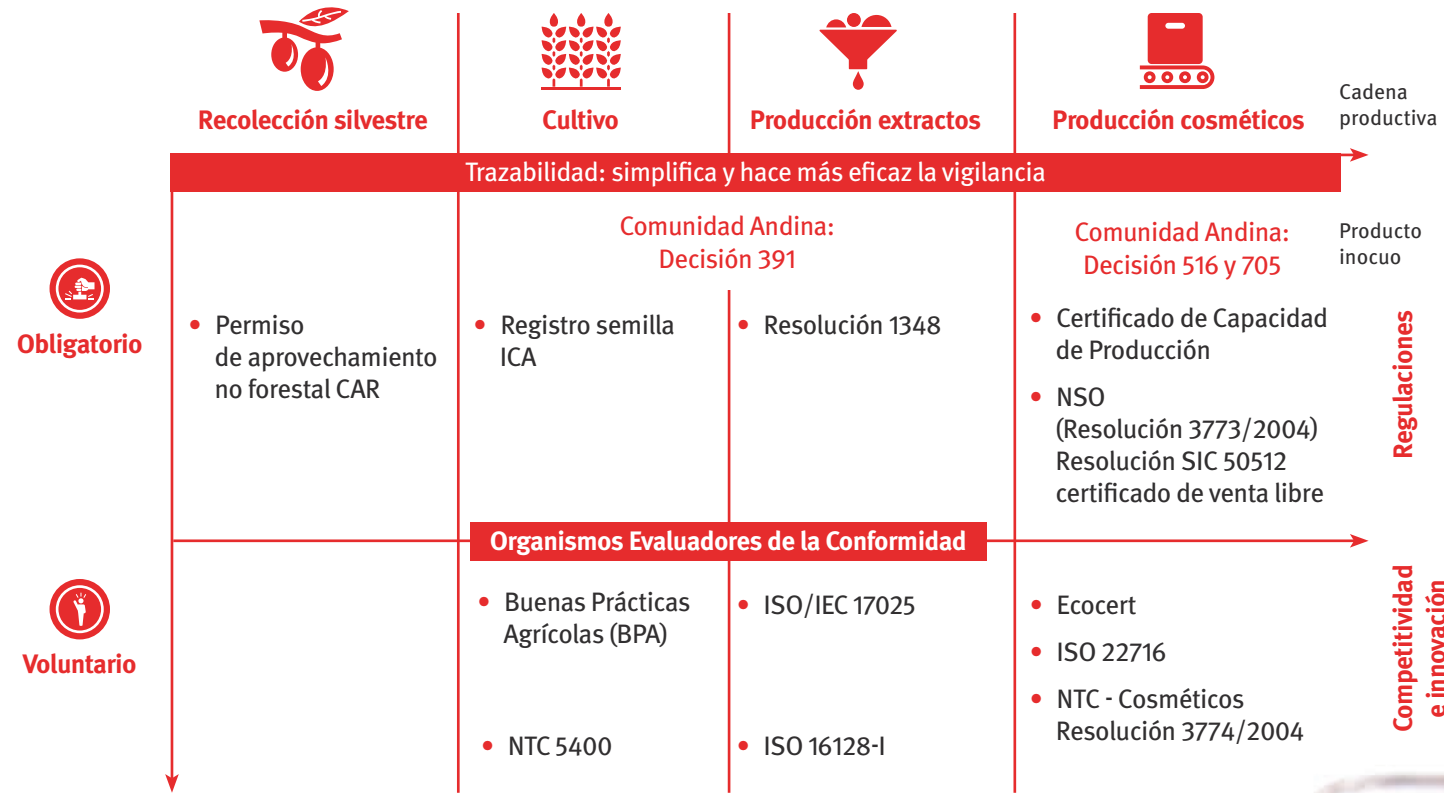 Recolección silvestre
Cultivo
Producción extractos
Producción cosméticos
Cadena
productiva
Trazabilidad: simplifica y hace más eficaz la vigilancia
Obligatorio
Comunidad Andina:
Decisión 391
Comunidad Andina:
Decisión 516 y 705
Producto
inocuo
• Permiso
de aprovechamiento
no forestal CAR
• Registro semilla
ICA
• Resolución 1348
• Certificado de Capacidad
de Producción
• NSO
(Resolución 3773/2004)
Resolución SIC 50512
certificado de venta libre
Regulaciones
Organismos Evaluadores de la Conformidad
Voluntario
• Buenas Prácticas
Agrícolas (BPA)
• NTC 5400
• ISO/IEC 17025
• ISO 16128-I
• Ecocert
• ISO 22716
• NTC - Cosméticos
Resolución 3774/2004
Competitividad
e innovación